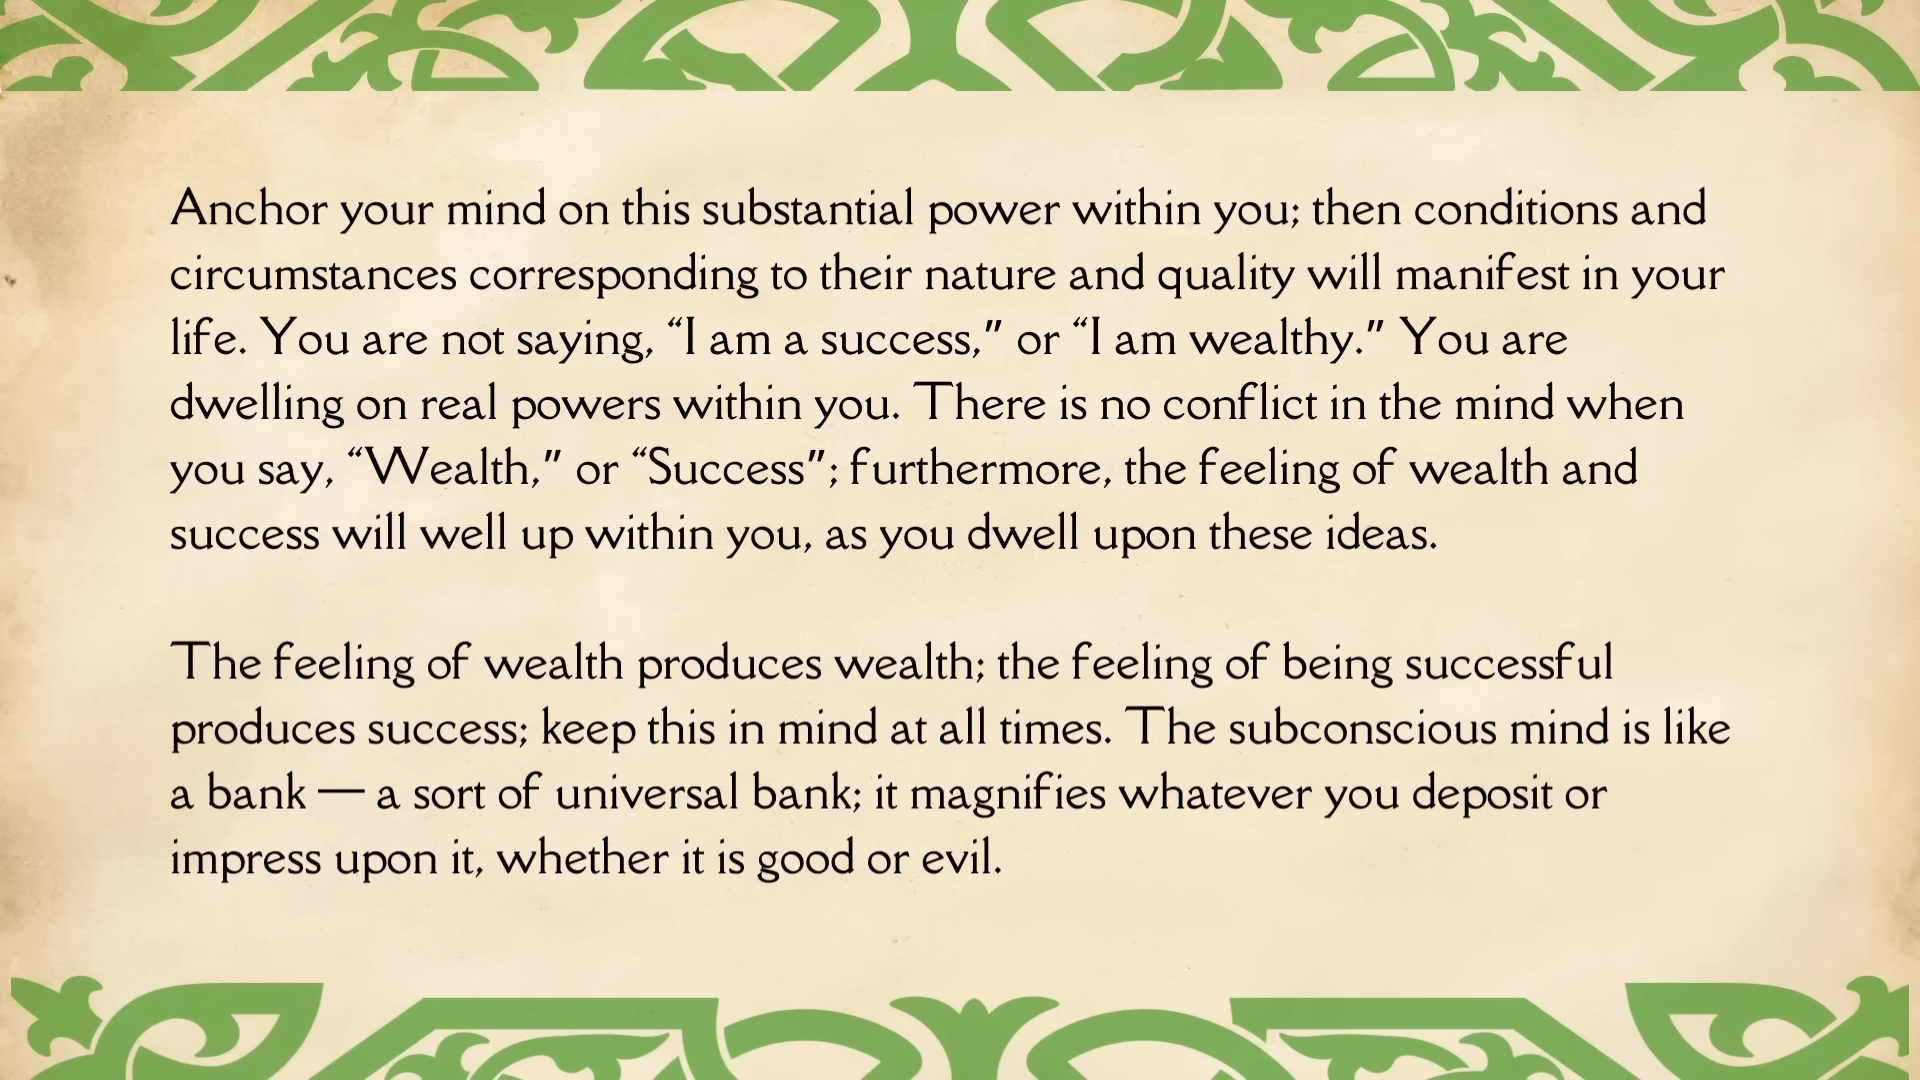 Anchor your mind on this substantial power within you; then conditions and
circumstances corresponding to their nature and quality will manifest in your
life. You are not saying, “I am a success,” or “I am wealthy.” You are
dwelling on real powers within you. There is no conflict in the mind when
you say, “Wealth,” or “Success”; furthermore, the feeling of wealth and
success will well up within you, as you dwell upon these ideas.
The feeling of wealth produces wealth; the feeling of being successful
produces success; keep this in mind at all times. The subconscious mind is like
a bank — a sort of universal bank; it magnifies whatever you deposit or
impress upon it, whether it is good or evil.